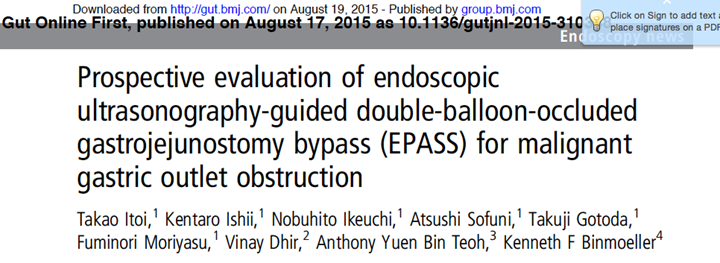 Downloaded from http://gut.bmj.com/ on August 19, 2015 - Published by group.bmj.com
Gut Online First, published on August 17, 2015 as 10.1136/gutjnl-2015-310
Click on Sign to add text a
place signatures on a PDF
Endoscopy news
Prospective evaluation of endoscopic
ultrasonography-guided double-balloon-occluded
gastrojejunostomy bypass (EPASS) for malignant
gastric outlet obstruction
Takao Itoi,¹ Kentaro Ishii,¹ Nobuhito Ikeuchi,¹ Atsushi Sofuni,¹ Takuji Gotoda,¹
Fuminori Moriyasu,¹ Vinay Dhir,² Anthony Yuen Bin Teoh,³ Kenneth F Binmoeller⁴